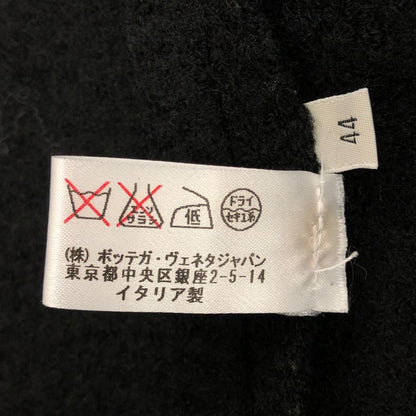 44
エンソ
サラシ
低
ドライ
セキユ系
(株) ボッテガ・ヴェネタジャパン
東京都中央区銀座2-5-14
イタリア製